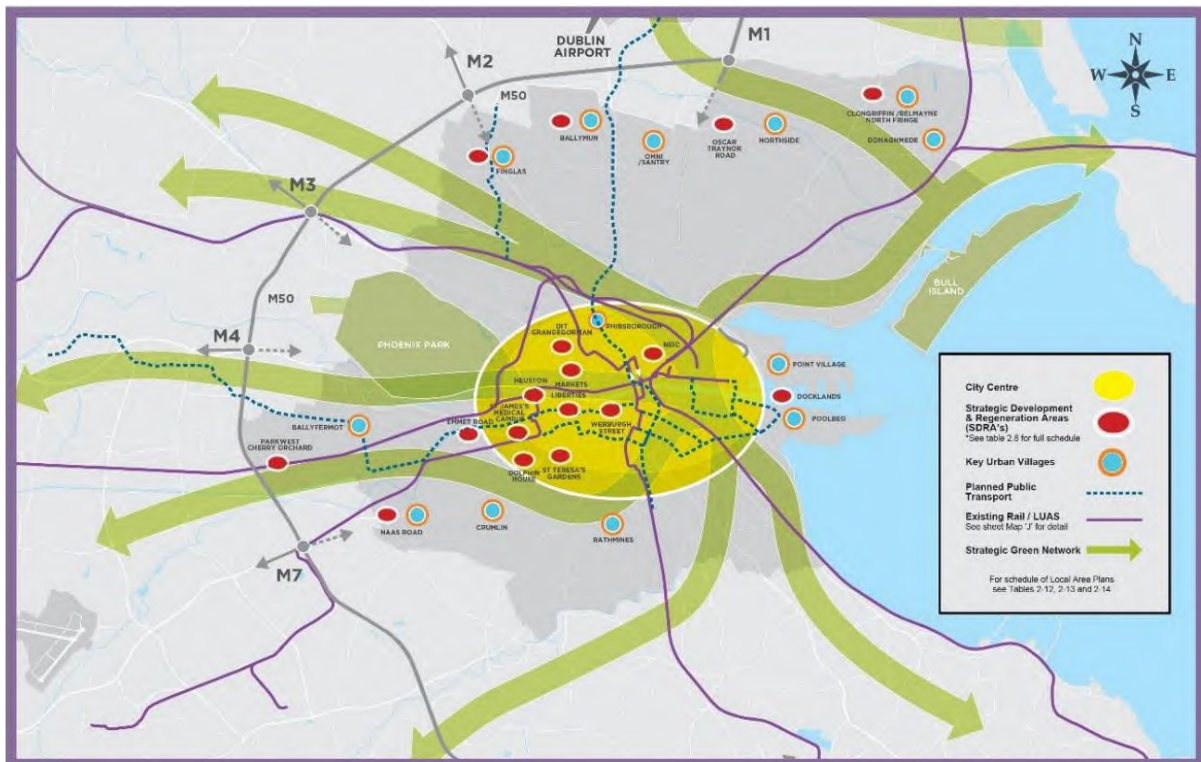 DUBLIN
AIRPORT
M1
M2
M50
N
W
E
S
CLONGRIFFIN /BELMAYNE
NORTH FRINGE
BALLYMUN
OSCAR
TRAYNOR
ROAD
NORTHSIDE
DONAGHMEDE
OMNI
/SANTRY
FINGLAS
M3
M50
BULL
ISLAND
M4
PHOENIX PARK
DIT
GRANGEGORMAN
PHIBSBOROUGH
NEIC
POINT VILLAGE
MARKETS
HEUSTON
LIBERTIES
DOCKLANDS
ST JAMES'S
MEDICAL
CAMPUS
WERBURGH
STREET
POOLBEG
EMMET ROAD
BALLYFERMOT
PARKWEST
CHERRY ORCHARD
DOLPHIN
HOUSE
ST TERESA'S
GARDENS
NAAS ROAD
CRUMLIN
RATHMINES
M7
City Centre
Strategic Development
& Regeneration Areas
(SDRA's)
*See table 2.8 for full schedule
Key Urban Villages
Planned Public
Transport
Existing Rail / LUAS
See sheet Map 'J' for detail
Strategic Green Network
For schedule of Local Area Plans
see Tables 2-12, 2-13 and 2-14